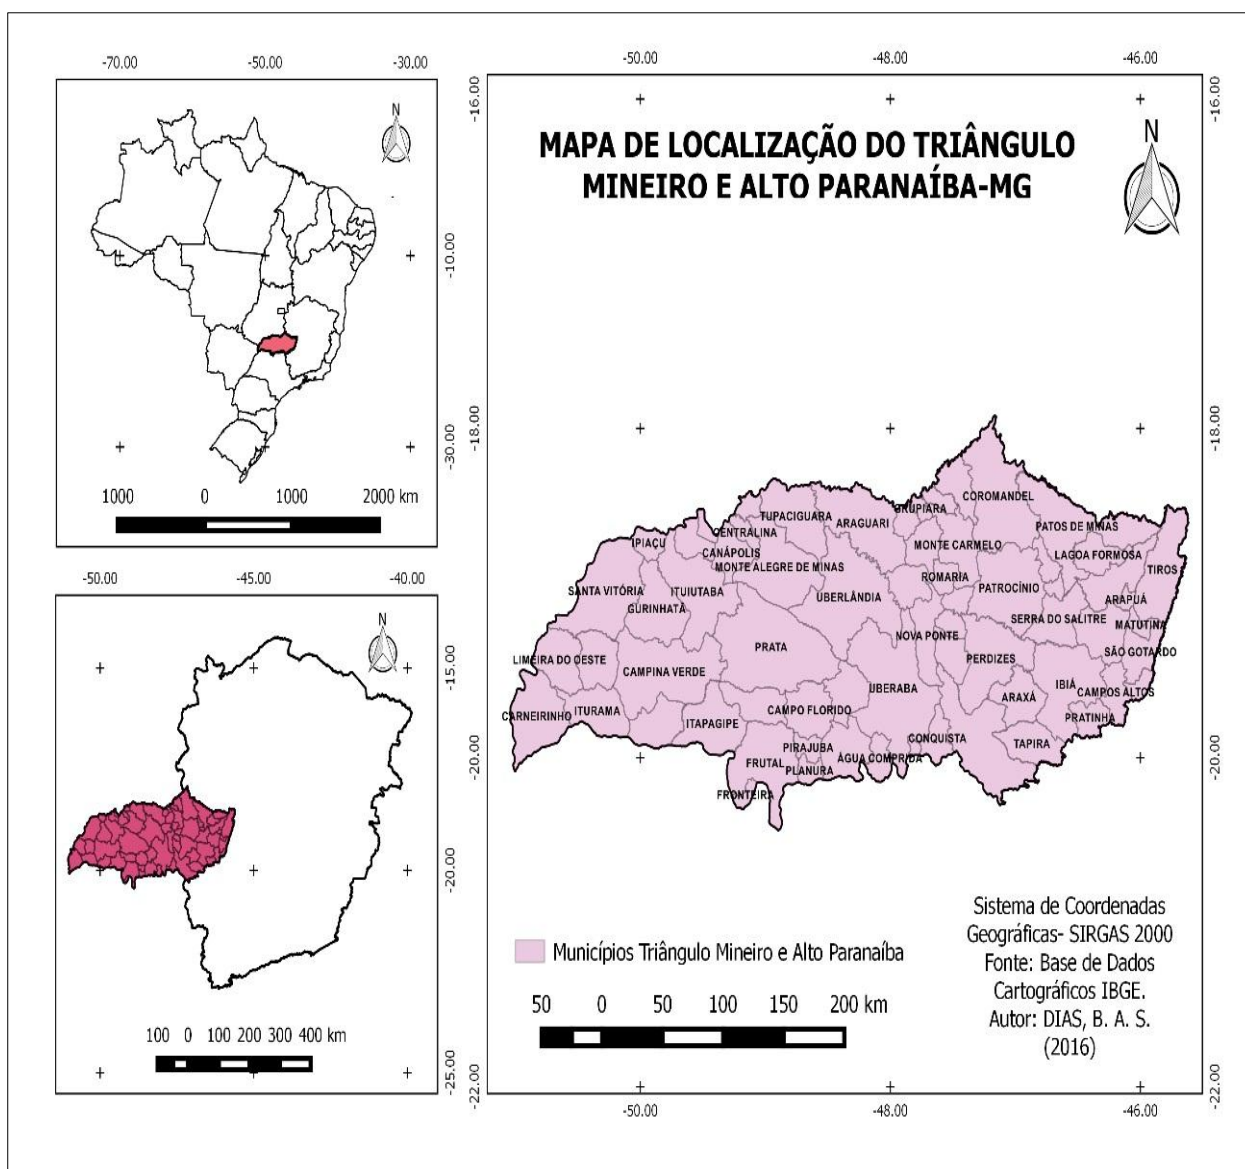 -70.00 -50.00 -30.00
N
-10.00
-30.00
1000 0 1000 2000 km
-50.00 -45.00 -40.00
N
-15.00
-20.00
-25.00
100 0 100 200 300 400 km
-50.00 -48.00 -46.00
-16.00 -16.00
MAPA DE LOCALIZAÇÃO DO TRIÂNGULO
MINEIRO E ALTO PARANAÍBA-MG
N
-18.00 -18.00
COROMANDEL
GRUPIARA
TUPACIGUARA
ARAGUARI
PATOS DE MINAS
CENTRALINA
IPIAÇU
MONTE CARMELO
CANÁPOLIS
LAGOA FORMOSA
MONTE ALEGRE DE MINAS
TIROS
ROMARIA
PATROCÍNIO
SANTA VITÓRIA
ITUIUTABA
UBERLÂNDIA
ARAPUÁ
GURINHATÃ
SERRA DO SALITRE
MATUTINA
NOVA PONTE
PRATA
SÃO GOTARDO
LIMEIRA DO OESTE
PERDIZES
CAMPINA VERDE
IBIÁ
UBERABA
CAMPOS ALTOS
ARAXÁ
CARNEIRINHO
ITURAMA
CAMPO FLORIDO
PRATINHA
ITAPAGIPE
CONQUISTA
TAPIRA
PIRAJUBA
ÁGUA COMPRIDA
FRUTAL
PLANURA
FRONTEIRA
-20.00 -20.00
Sistema de Coordenadas
Geográficas- SIRGAS 2000
Fonte: Base de Dados
Cartográficos IBGE.
Autor: DIAS, B. A. S.
(2016)
Municípios Triângulo Mineiro e Alto Paranaíba
50 0 50 100 150 200 km
-22.00 -22.00
-50.00 -48.00 -46.00